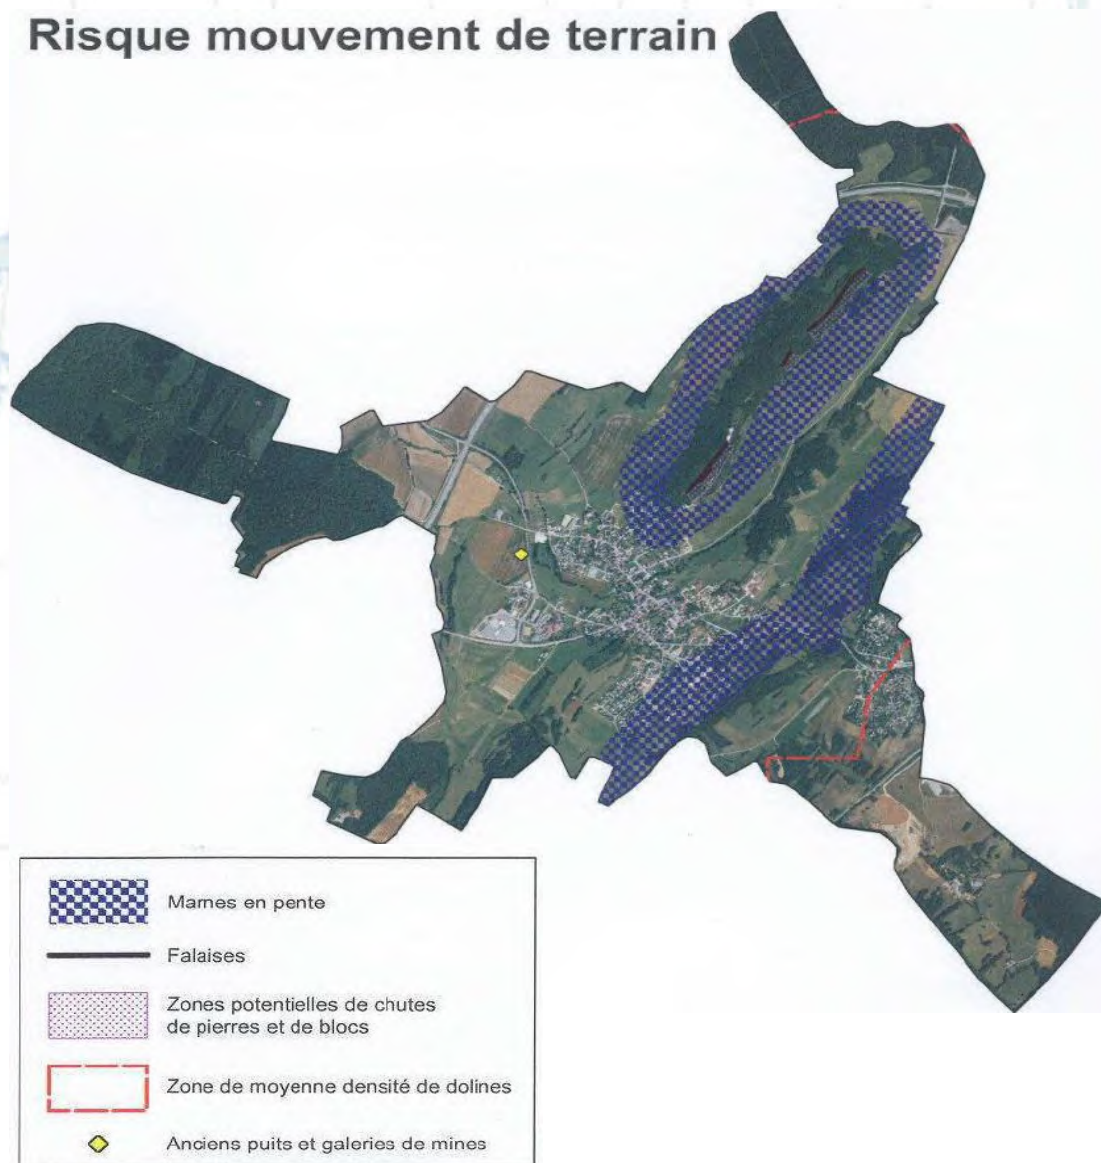 Risque mouvement de terrain
Marnes en pente
Falaises
Zones potentielles de chutes
de pierres et de blocs
Zone de moyenne densité de dolines
Anciens puits et galeries de mines